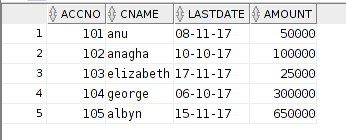 ACCNO CNAME LASTDATE AMOUNT
1 101 anu 08-11-17 50000
2 102 anagha 10-10-17 100000
3 103 elizabeth 17-11-17 25000
4 104 george 06-10-17 300000
5 105 albyn 15-11-17 650000